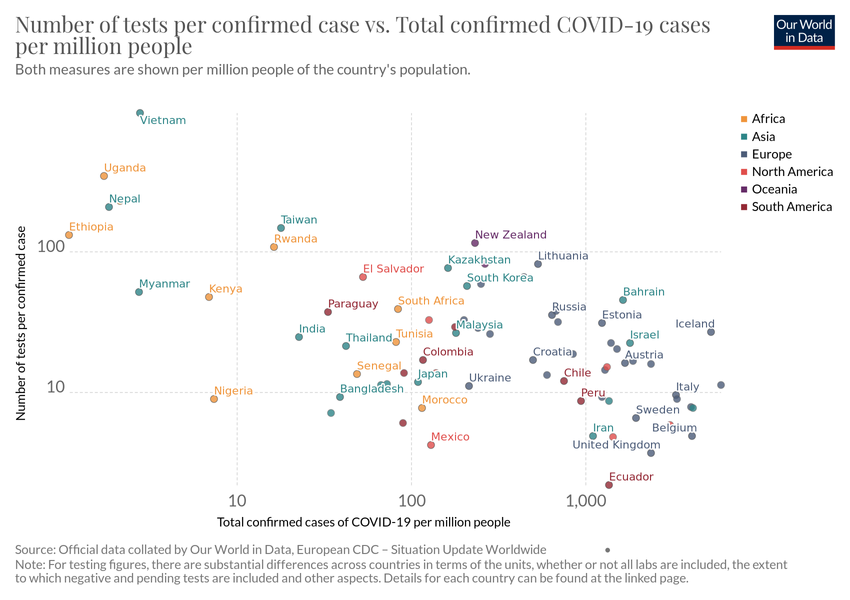 Number of tests per confirmed case vs. Total confirmed COVID-19 cases
per million people
Our World
in Data
Both measures are shown per million people of the country's population.
Vietnam
Africa
Asia
Europe
North America
Oceania
South America
Uganda
Nepal
Ethiopia
Taiwan
Rwanda
New Zealand
100
Kazakhstan
Lithuania
El Salvador
South Korea
Myanmar
Kenya
Bahrain
Paraguay
South Africa
Russia
Estonia
Iceland
India
Thailand
Tunisia
Malaysia
Israel
Colombia
Croatia
Austria
Senegal
Japan
Ukraine
Chile
10
Nigeria
Bangladesh
Morocco
Peru
Italy
Sweden
Mexico
Iran
Belgium
United Kingdom
Ecuador
Number of tests per confirmed case
10
100
1,000
Total confirmed cases of COVID-19 per million people
Source: Official data collated by Our World in Data, European CDC – Situation Update Worldwide
Note: For testing figures, there are substantial differences across countries in terms of the units, whether or not all labs are included, the extent
to which negative and pending tests are included and other aspects. Details for each country can be found at the linked page.